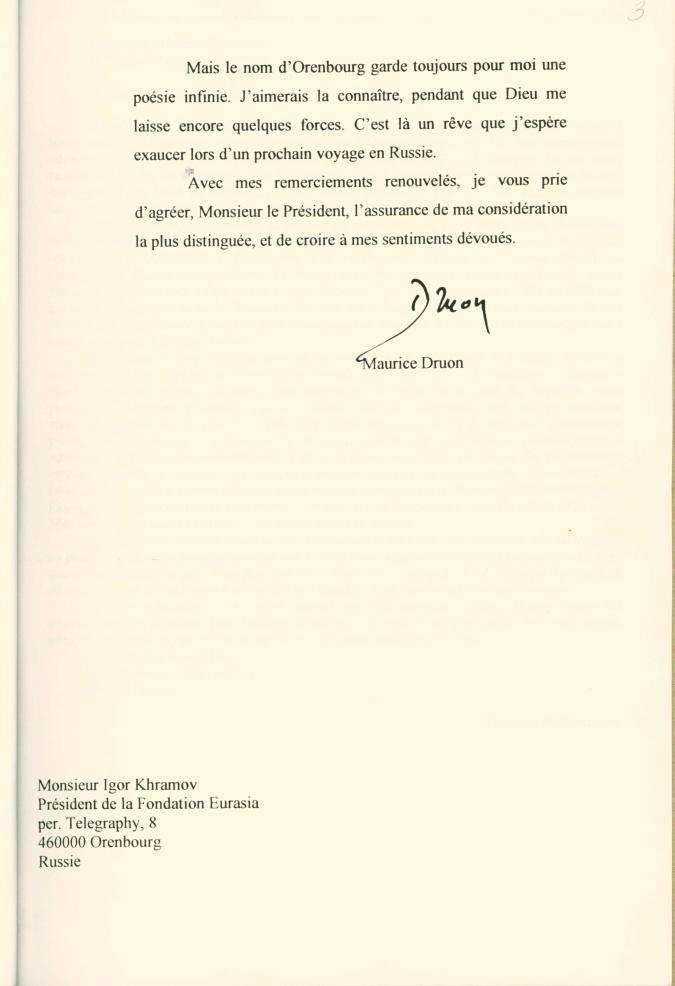 3
Mais le nom d'Orenbourg garde toujours pour moi une
poésie infinie. J'aimerais la connaître, pendant que Dieu me
laisse encore quelques forces. C'est là un rêve que j'espère
exaucer lors d'un prochain voyage en Russie.
Avec mes remerciements renouvelés, je vous prie
d'agréer, Monsieur le Président, l'assurance de ma considération
la plus distinguée, et de croire à mes sentiments dévoués.
Druon
Maurice Druon
Monsieur Igor Khramov
Président de la Fondation Eurasia
per. Telegraphy, 8
460000 Orenbourg
Russie